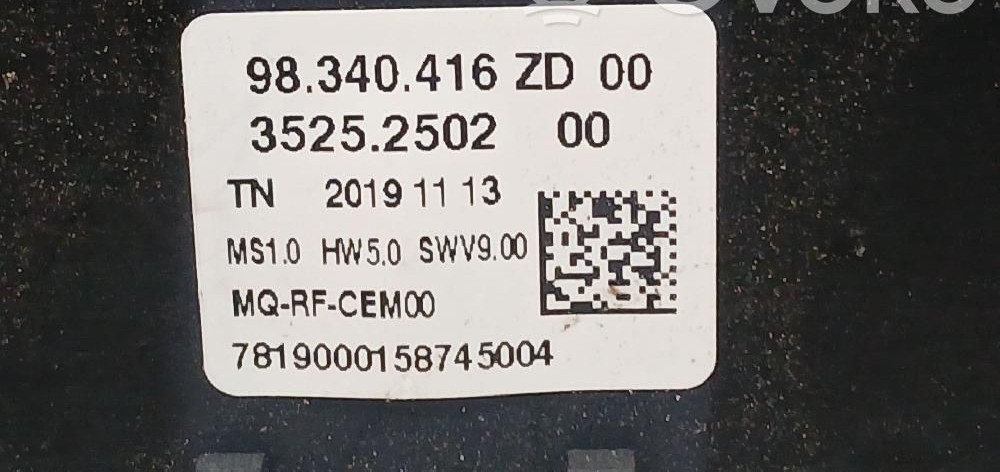 98.340.416 ZD 00
3525.2502 00
TN 2019 11 13
MS1.0 HW5.0 SWV9.00
MQ-RF-CEM00
7819000158745004